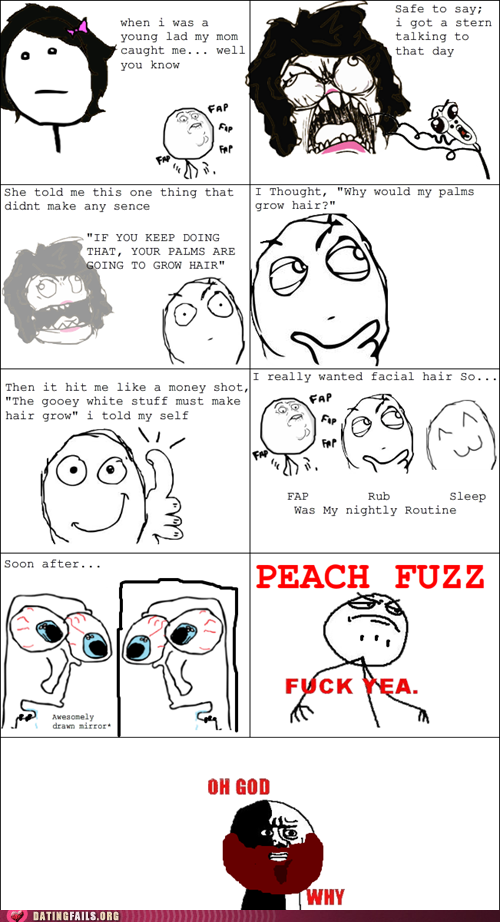 when i was a
young lad my mom
caught me... well
you know
FAP
FAP
FAP
FAP
Safe to say;
i got a stern
talking to
that day
She told me this one thing that
didnt make any sence
"IF YOU KEEP DOING
THAT, YOUR PALMS ARE
GOING TO GROW HAIR"
I Thought, "Why would my palms
grow hair?"
Then it hit me like a money shot,
"The gooey white stuff must make
hair grow" i told my self
I really wanted facial hair So...
FAP
FAP
FAP
FAP
FAP Rub Sleep
Was My nightly Routine
Soon after...
Awesomely
drawn mirror*
PEACH FUZZ
FUCK YEA.
OH GOD
WHY
DATINGFAILS.ORG